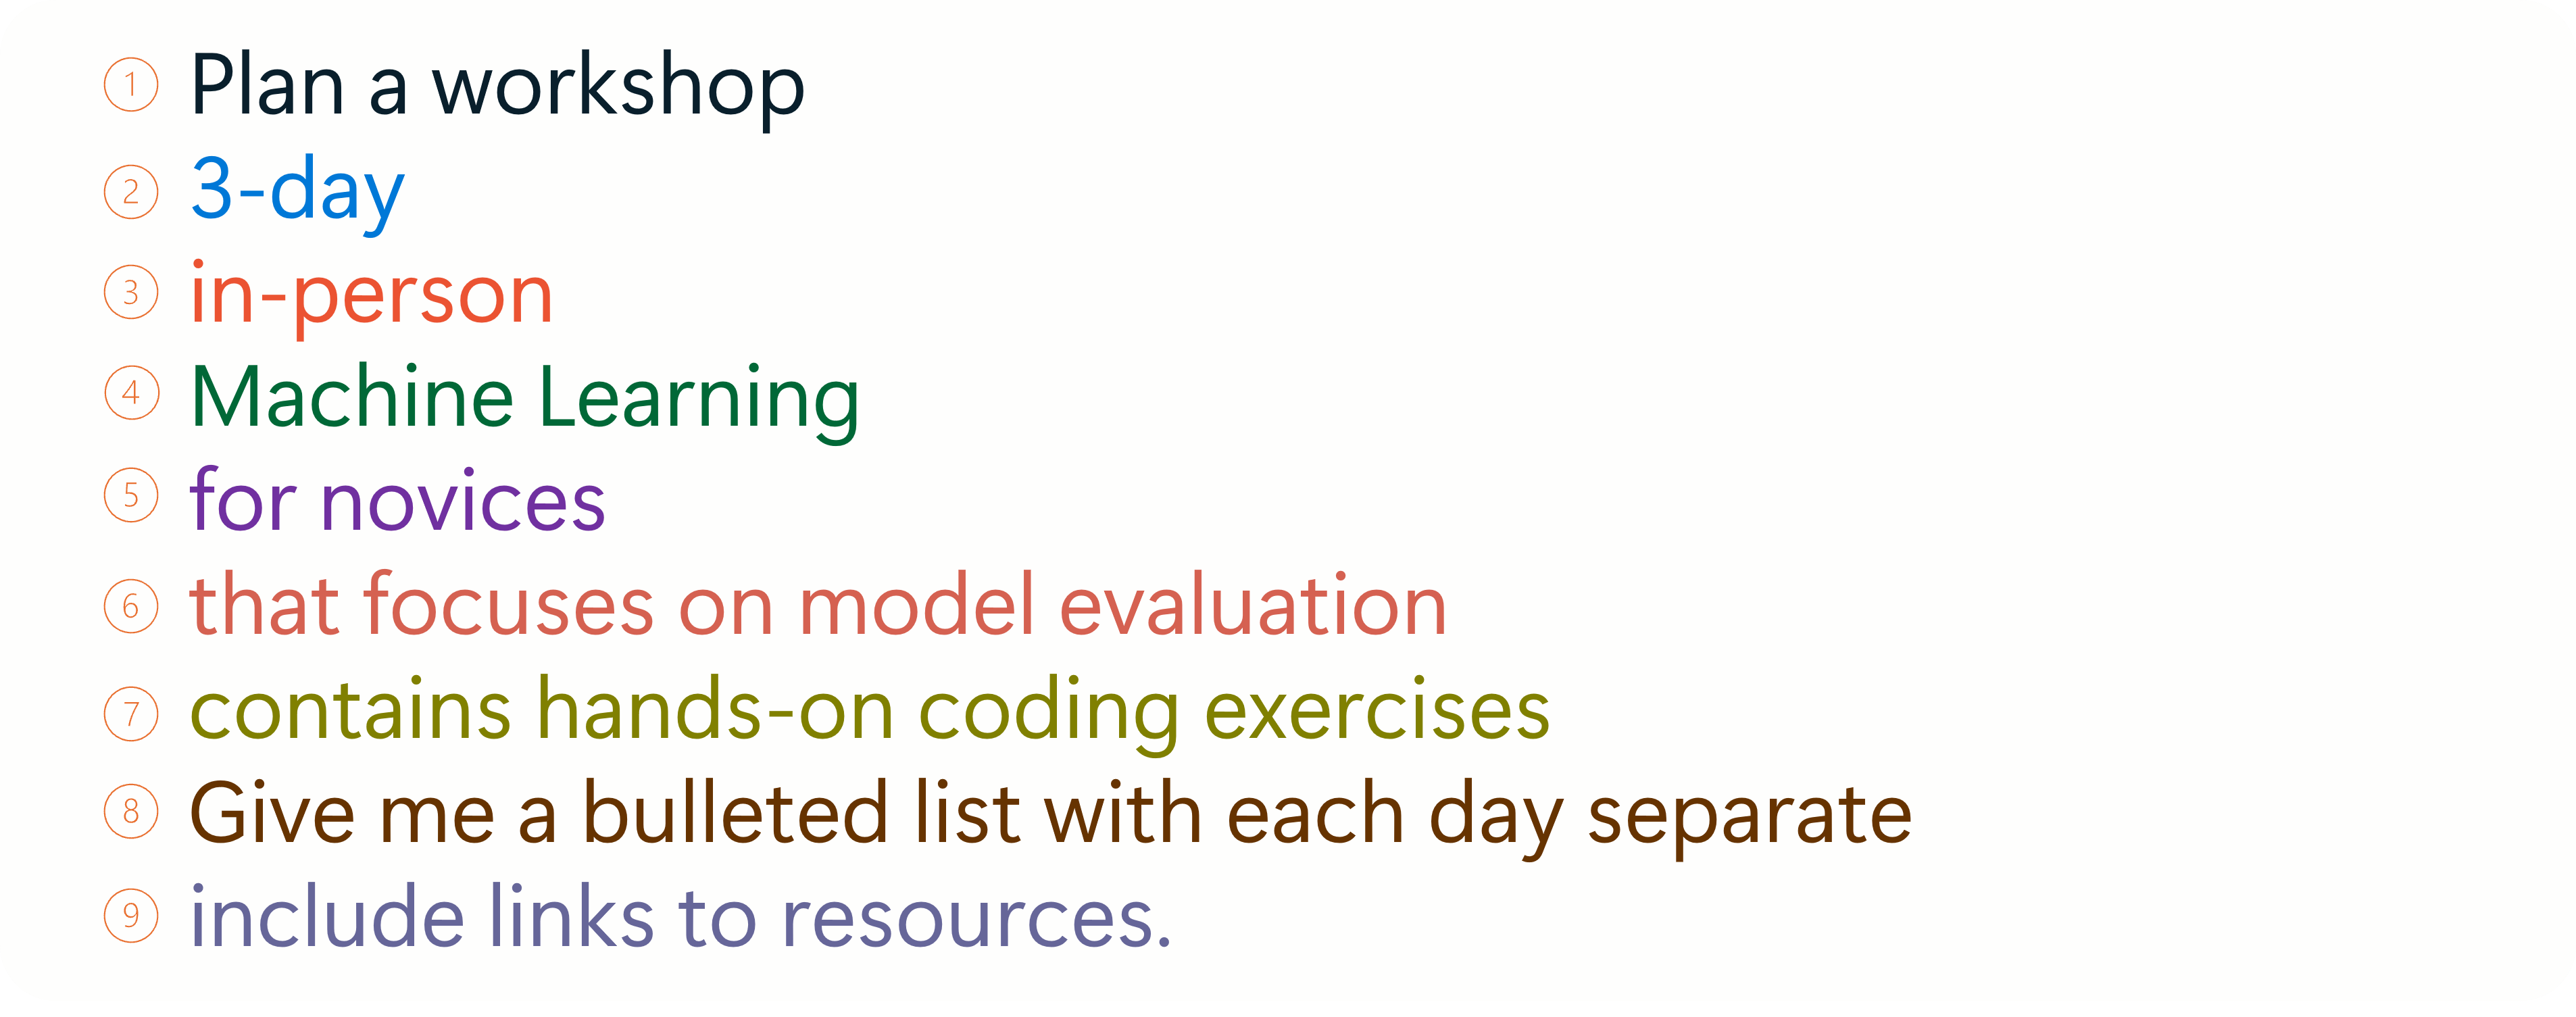 1 Plan a workshop
2 3-day
3 in-person
4 Machine Learning
5 for novices
6 that focuses on model evaluation
7 contains hands-on coding exercises
8 Give me a bulleted list with each day separate
9 include links to resources.